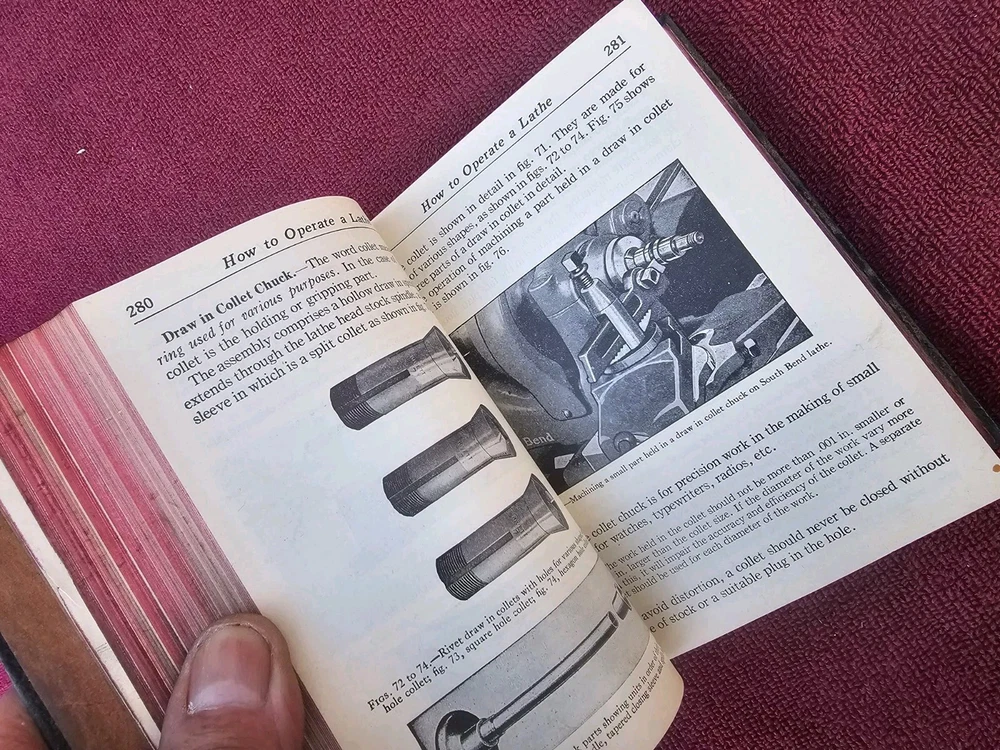 280
How to Operate a
Draw in Collet Chuck.—The word collet
ring used for various purposes. In the case
collet is the holding or gripping part.
The assembly comprises a hollow draw in
extends through the lathe head stock spindle,
sleeve in which is a split collet as shown in fig.
FIGS. 72 to 74.—Rivet draw in collets with holes for various
hole collet; fig. 73, square hole collet; fig. 74, hexagon hole
parts showing units in order
tapered closing sleeve
How to Operate a Lathe
281
collet is shown in detail in fig. 71. They are made for
of various shapes, as shown in figs. 72 to 74. Fig. 75 shows
parts of a draw in collet in detail.
operation of machining a part held in a draw in collet
is shown in fig. 76.
Bend
—Machining a small part held in a draw in collet chuck on South Bend lathe.
collet chuck is for precision work in the making of small
for watches, typewriters, radios, etc.
work held in the collet should not be more than .001 in. smaller or
in. larger than the collet size. If the diameter of the work vary more
this, it will impair the accuracy and efficiency of the collet. A separate
should be used for each diameter of the work.
avoid distortion, a collet should never be closed without
of stock or a suitable plug in the hole.